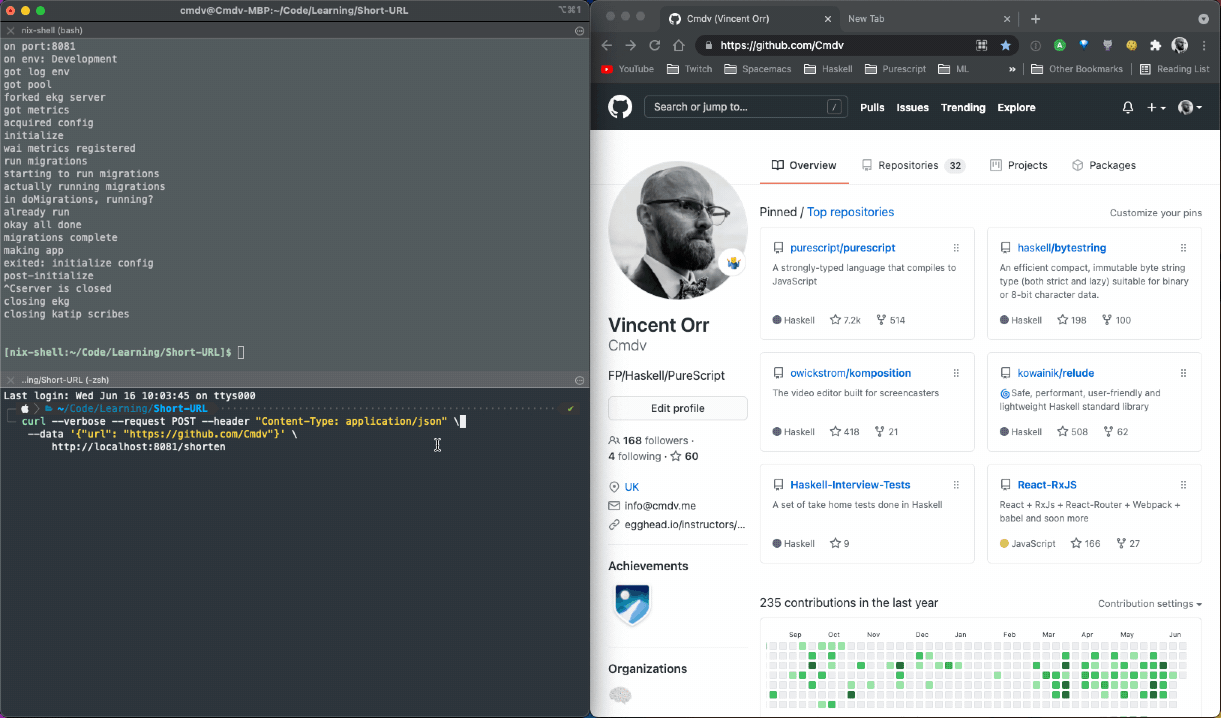 cmdv@Cmdv-MBP:~/Code/Learning/Short-URL
⌥⌘1
nix-shell (bash)
on port:8081
on env: Development
got log env
got pool
forked ekg server
got metrics
acquired config
initialize
wai metrics registered
run migrations
starting to run migrations
actually running migrations
in doMigrations, running?
already run
okay all done
migrations complete
making app
exited: initialize config
post-initialize
^Cserver is closed
closing ekg
closing katip scribes
[nix-shell:~/Code/Learning/Short-URL]$
..ing/Short-URL (-zsh)
Last login: Wed Jun 16 10:03:45 on ttys000
~/Code/Learning/Short-URL
curl --verbose --request POST --header "Content-Type: application/json" \
--data '{"url": "https://github.com/Cmdv"}' \
http://localhost:8081/shorten
Cmdv (Vincent Orr)
New Tab
https://github.com/Cmdv
YouTube
Twitch
Spacemacs
Haskell
Purescript
ML
»
Other Bookmarks
Reading List
Search or jump to...
/
Pulls
Issues
Trending
Explore
Overview
Repositories 32
Projects
Packages
Vincent Orr
Cmdv
FP/Haskell/PureScript
Edit profile
168 followers ·
4 following · 60
UK
info@cmdv.me
egghead.io/instructors/...
Achievements
Organizations
Pinned / Top repositories
Customize your pins
purescript/purescript
A strongly-typed language that compiles to
JavaScript
Haskell 7.2k 514
haskell/bytestring
An efficient compact, immutable byte string
type (both strict and lazy) suitable for binary
or 8-bit character data.
Haskell 198 100
owickstrom/komposition
The video editor built for screencasters
Haskell 418 21
kowainik/relude
Safe, performant, user-friendly and
lightweight Haskell standard library
Haskell 508 62
Haskell-Interview-Tests
A set of take home tests done in Haskell
Haskell 9
React-RxJS
React + RxJs + React-Router + Webpack +
babel and soon more
JavaScript 166 27
235 contributions in the last year
Contribution settings
Sep Oct Nov Dec Jan Feb Mar Apr May Jun